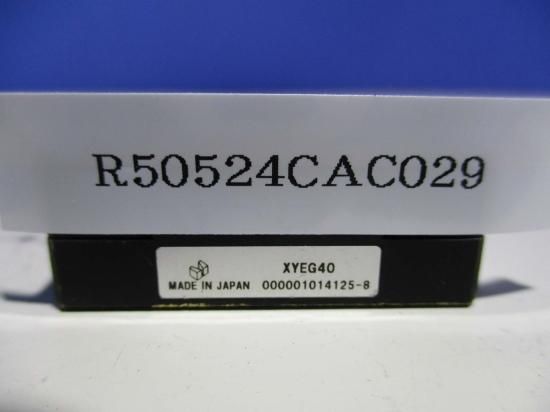 R50524CAC029
XYEG40
MADE IN JAPAN 000001014125-8